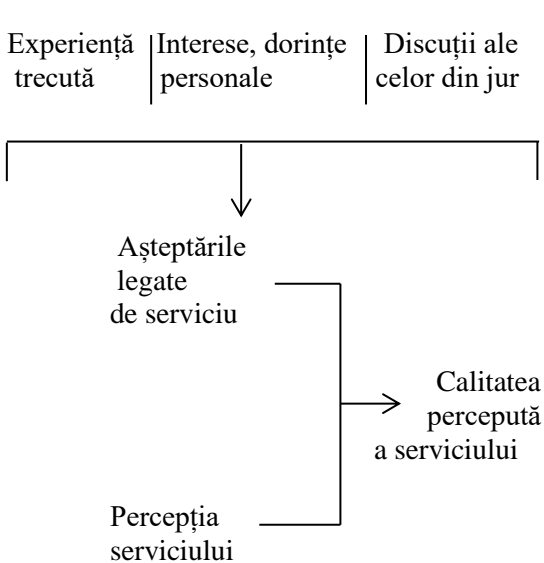 Experiență
trecută
Interese, dorințe
personale
Discuții ale
celor din jur
Așteptările
legate
de serviciu
Calitatea
percepută
a serviciului
Percepția
serviciului